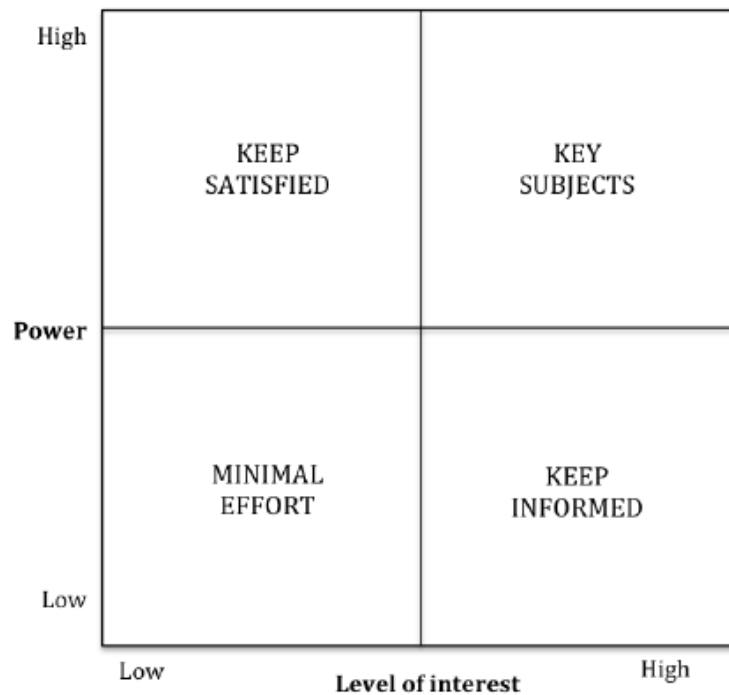 High
KEEP
SATISFIED
KEY
SUBJECTS
Power
MINIMAL
EFFORT
KEEP
INFORMED
Low
Low
Level of interest
High